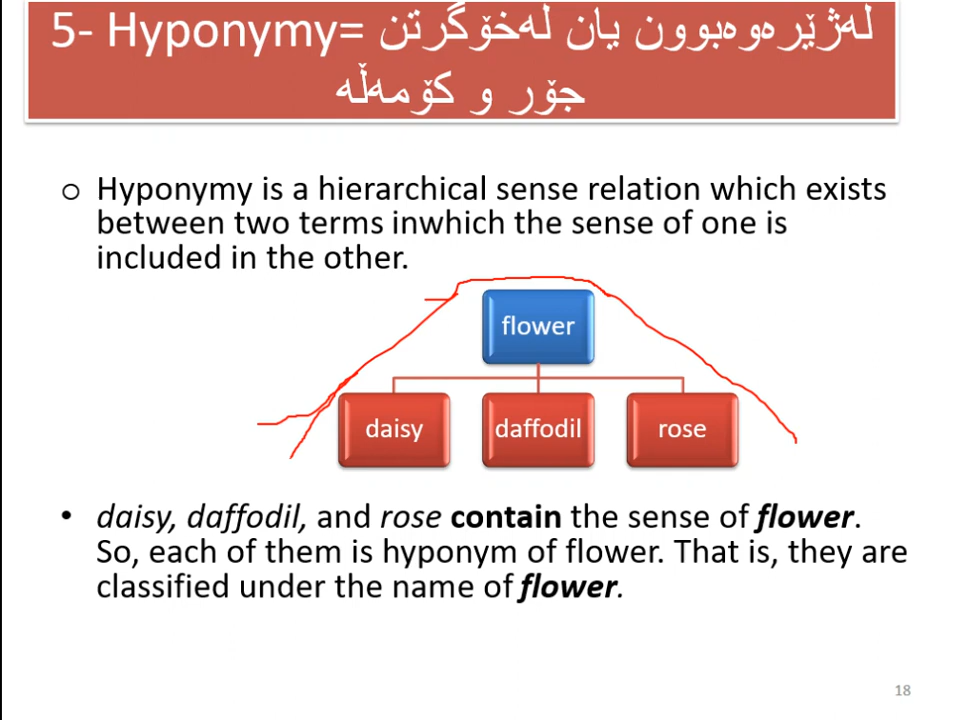 5- Hyponymy= لەژێرەوەبوون یان لەخۆگرتن
جۆر و کۆمەڵە
o Hyponymy is a hierarchical sense relation which exists
between two terms inwhich the sense of one is
included in the other.
flower
daisy
daffodil
rose
• daisy, daffodil, and rose contain the sense of flower.
So, each of them is hyponym of flower. That is, they are
classified under the name of flower.
18